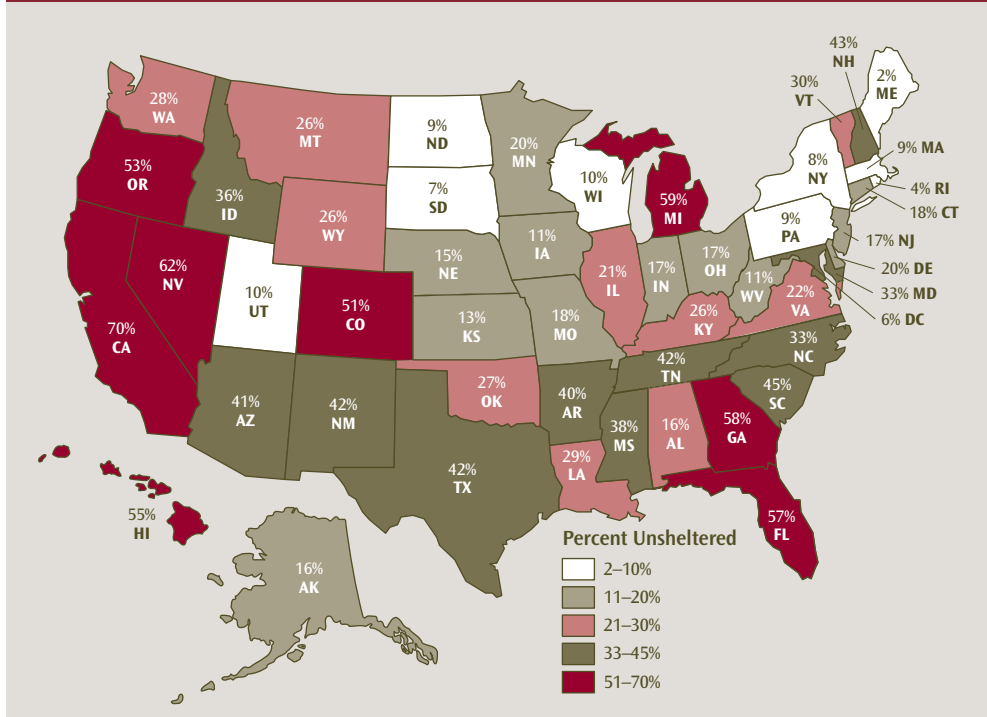 43%
NH
2%
ME
30%
VT
28%
WA
26%
MT
9%
ND
20%
MN
9% MA
8%
NY
53%
OR
10%
WI
4% RI
36%
ID
7%
SD
59%
MI
18% CT
26%
WY
9%
PA
17% NJ
11%
IA
15%
NE
17%
OH
20% DE
62%
NV
21%
IL
17%
IN
11%
WV
33% MD
10%
UT
51%
CO
22%
VA
6% DC
70%
CA
13%
KS
18%
MO
26%
KY
33%
NC
42%
TN
27%
OK
45%
SC
41%
AZ
42%
NM
40%
AR
38%
MS
16%
AL
58%
GA
29%
LA
42%
TX
55%
HI
57%
FL
16%
AK
Percent Unsheltered
2–10%
11–20%
21–30%
33–45%
51–70%